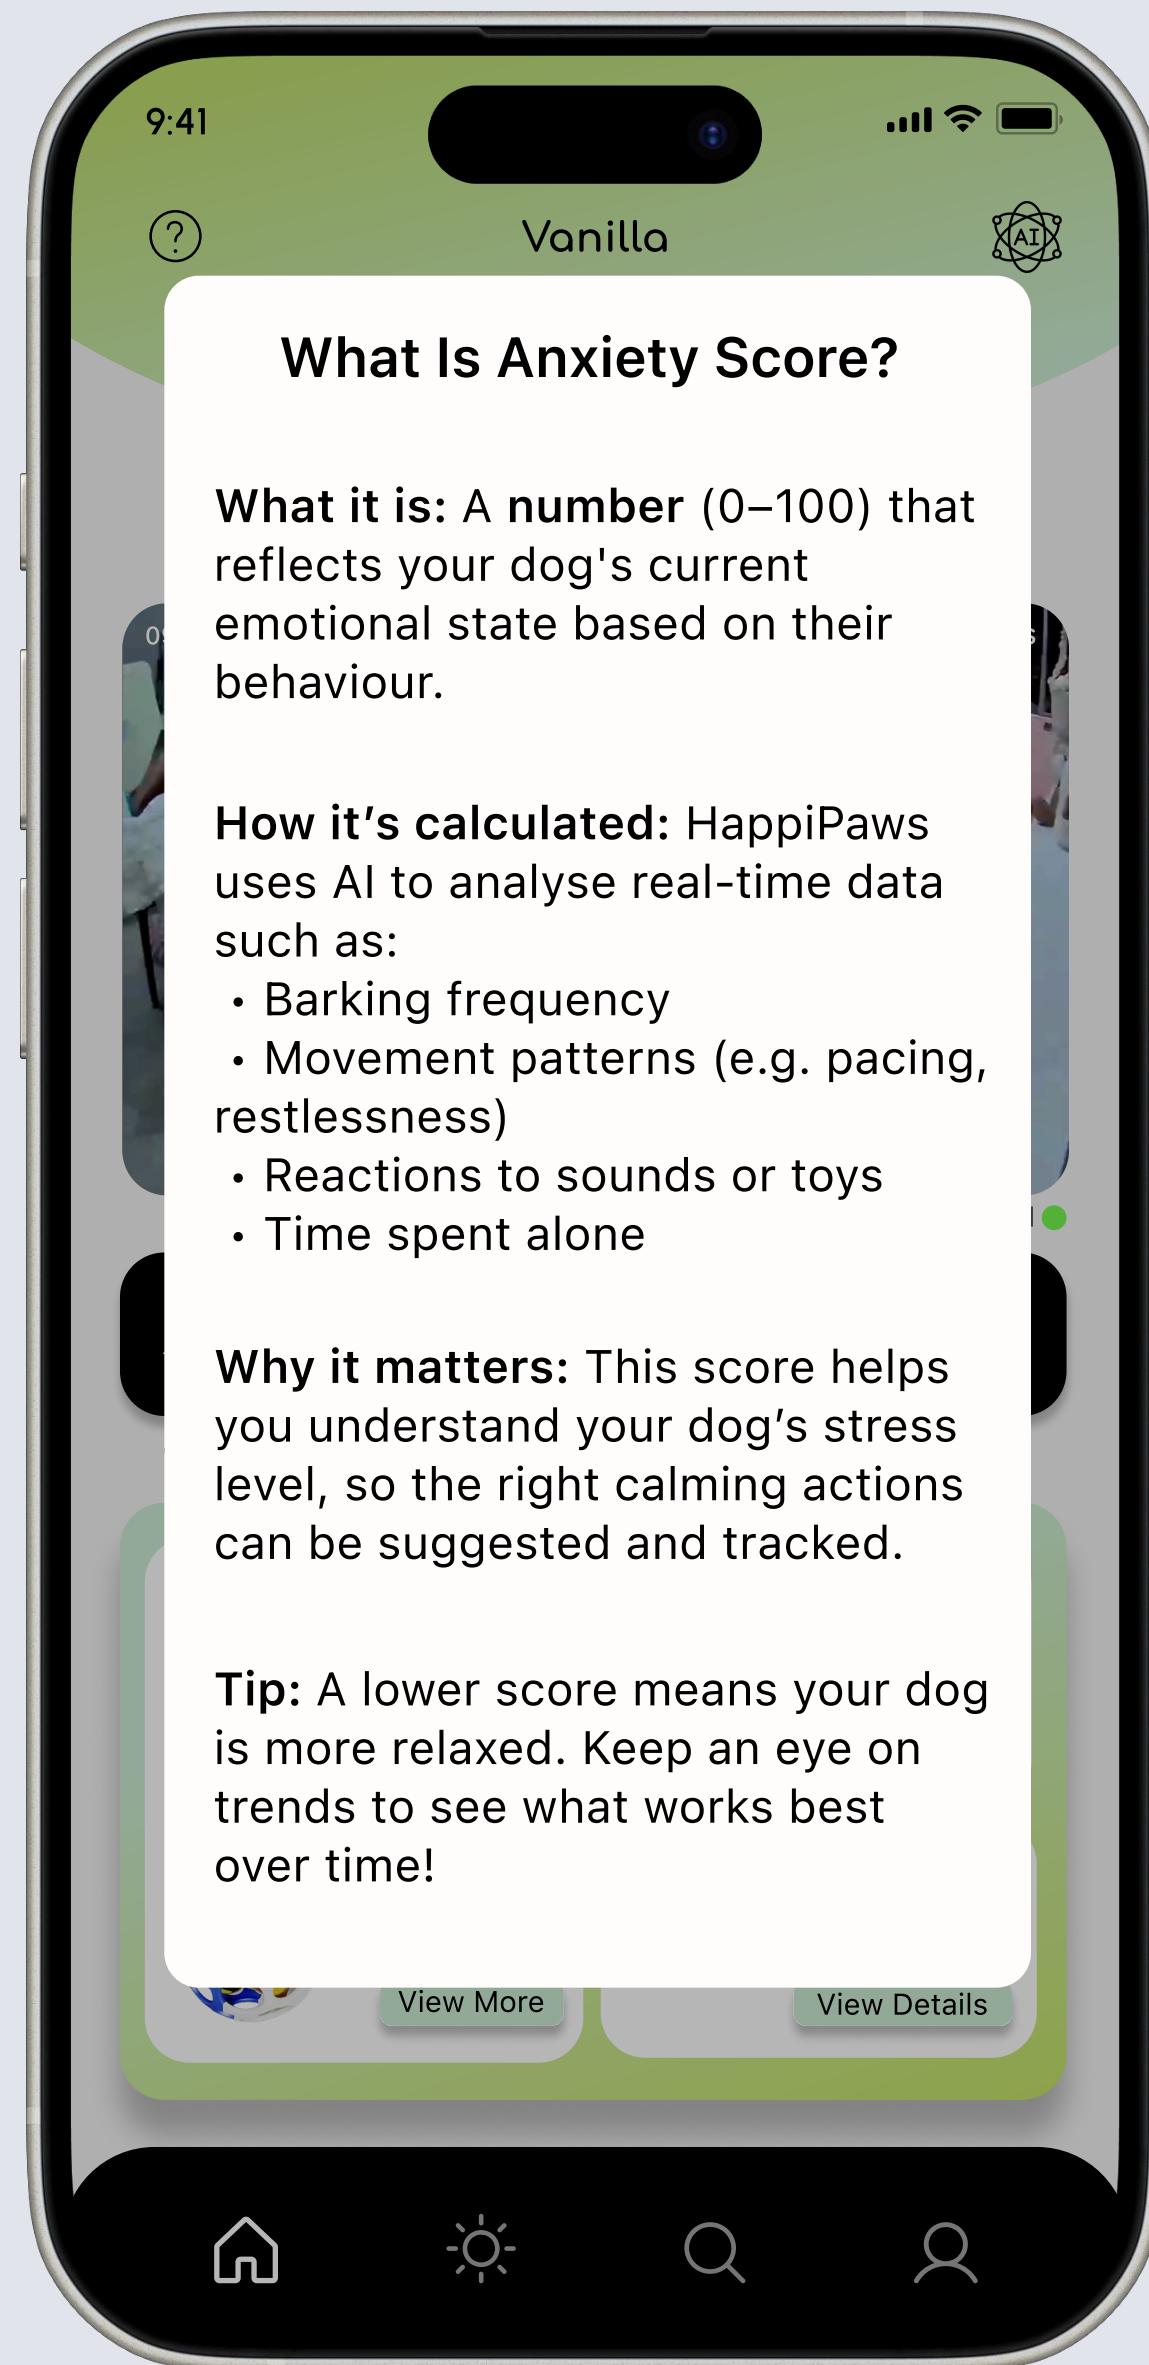 9:41
?
Vanilla
AI
What Is Anxiety Score?
What it is: A number (0–100) that
reflects your dog's current
emotional state based on their
behaviour.
How it’s calculated: HappiPaws
uses AI to analyse real-time data
such as:
• Barking frequency
• Movement patterns (e.g. pacing,
restlessness)
• Reactions to sounds or toys
• Time spent alone
Why it matters: This score helps
you understand your dog’s stress
level, so the right calming actions
can be suggested and tracked.
Tip: A lower score means your dog
is more relaxed. Keep an eye on
trends to see what works best
over time!
View More
View Details